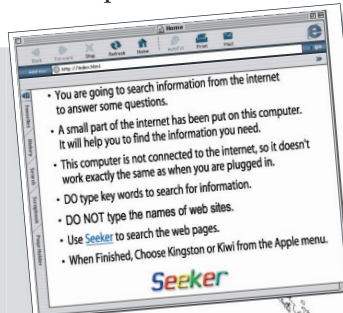 Home
Back Forward Stop Refresh Home AutoFill Print Mail
• You are going to search information from the internet
to answer some questions.
• A small part of the internet has been put on this computer.
It will help you to find the information you need.
• This computer is not connected to the internet, so it doesn't
work exactly the same as when you are plugged in.
• DO type key words to search for information.
• DO NOT type the names of web sites.
• Use Seeker to search the web pages.
• When Finished, Choose Kingston or Kiwi from the Apple menu.
Seeker
Favorites
History
Search
Scrapbook
Page Holder